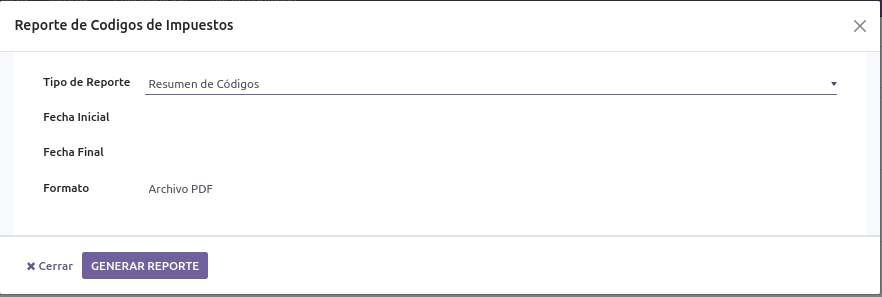 Reporte de Codigos de Impuestos
Tipo de Reporte Resumen de Códigos
Fecha Inicial
Fecha Final
Formato Archivo PDF
Cerrar GENERAR REPORTE